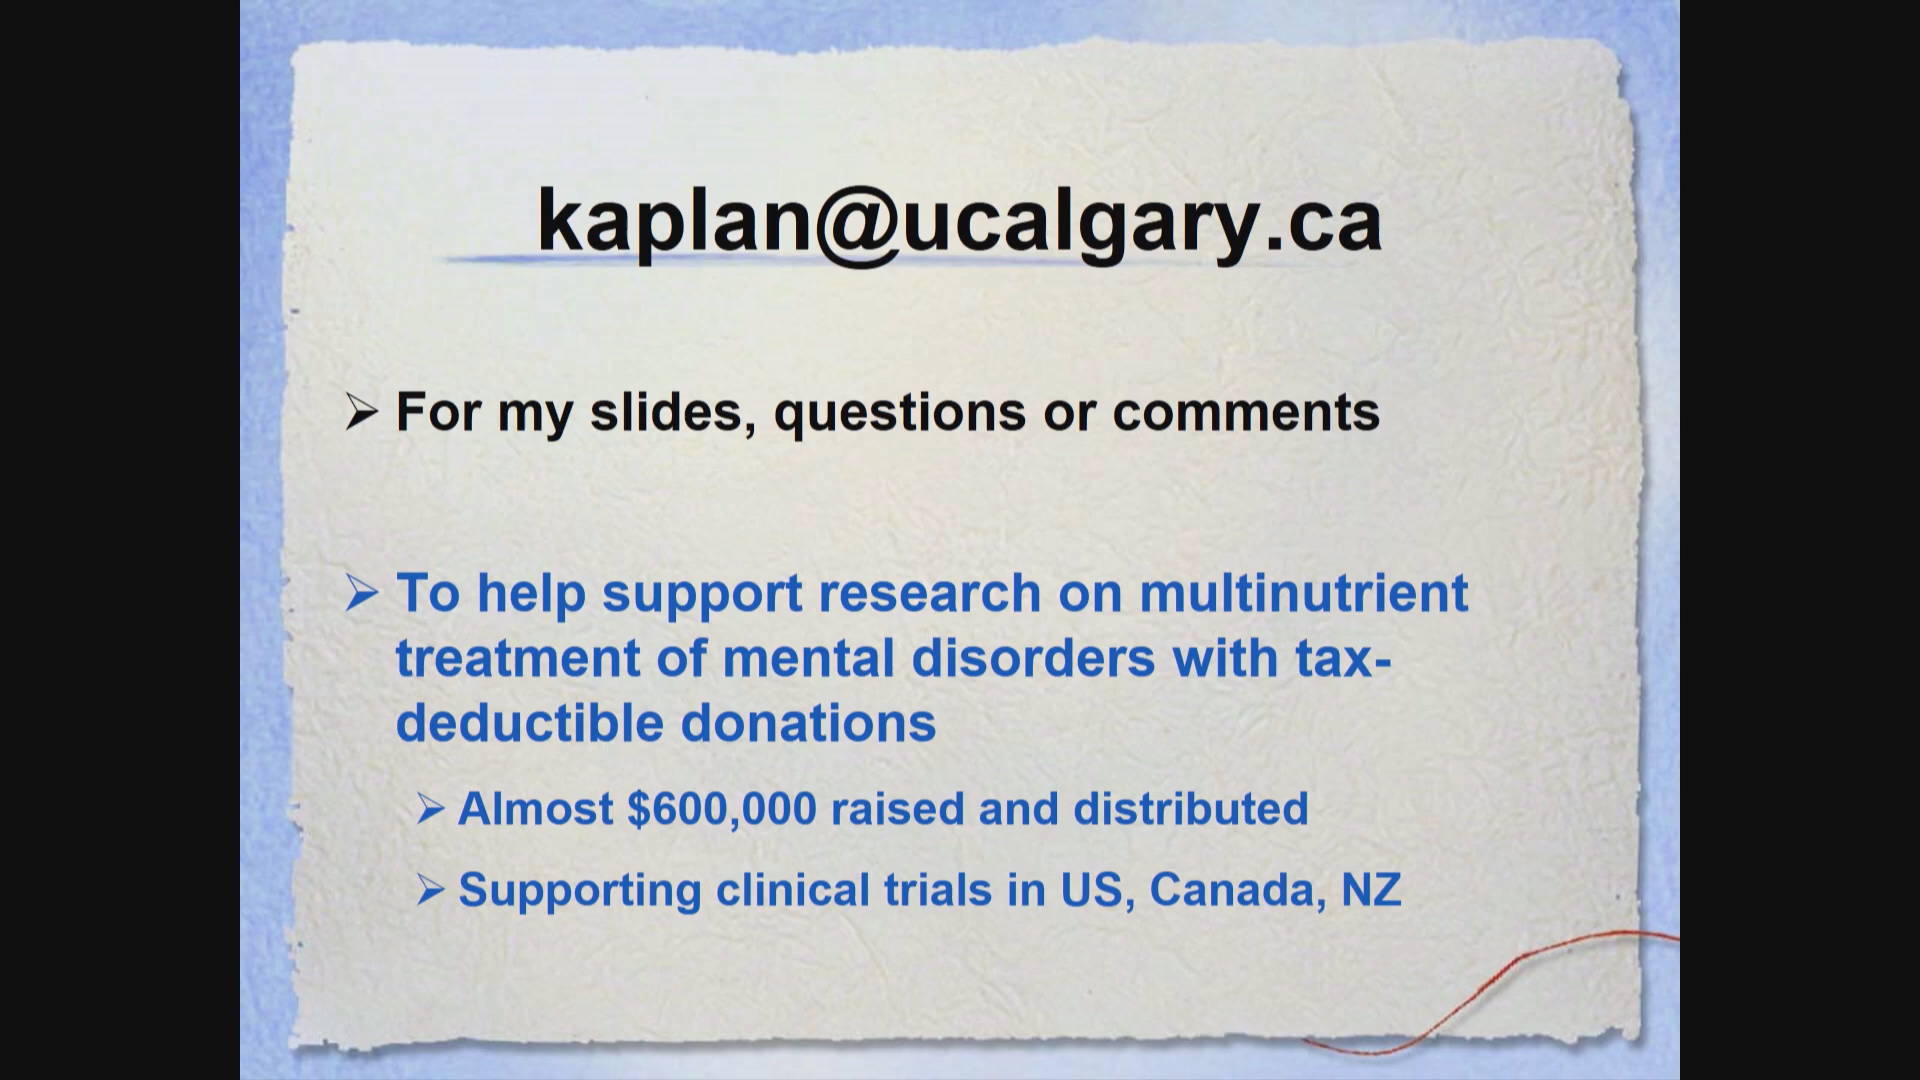 kaplan@ucalgary.ca
For my slides, questions or comments
To help support research on multinutrient
treatment of mental disorders with tax-
deductible donations
Almost $600,000 raised and distributed
Supporting clinical trials in US, Canada, NZ